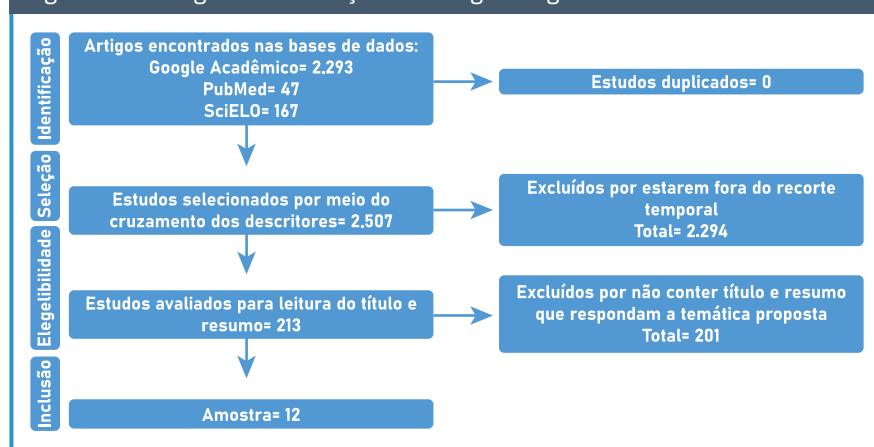 Identificação
Artigos encontrados nas bases de dados:
Google Acadêmico= 2.293
PubMed= 47
SciELO= 167
Estudos duplicados= 0
Seleção
Estudos selecionados por meio do
cruzamento dos descritores= 2.507
Excluídos por estarem fora do recorte
temporal
Total= 2.294
Elegelibilidade
Estudos avaliados para leitura do título e
resumo= 213
Excluídos por não conter título e resumo
que respondam a temática proposta
Total= 201
Inclusão
Amostra= 12